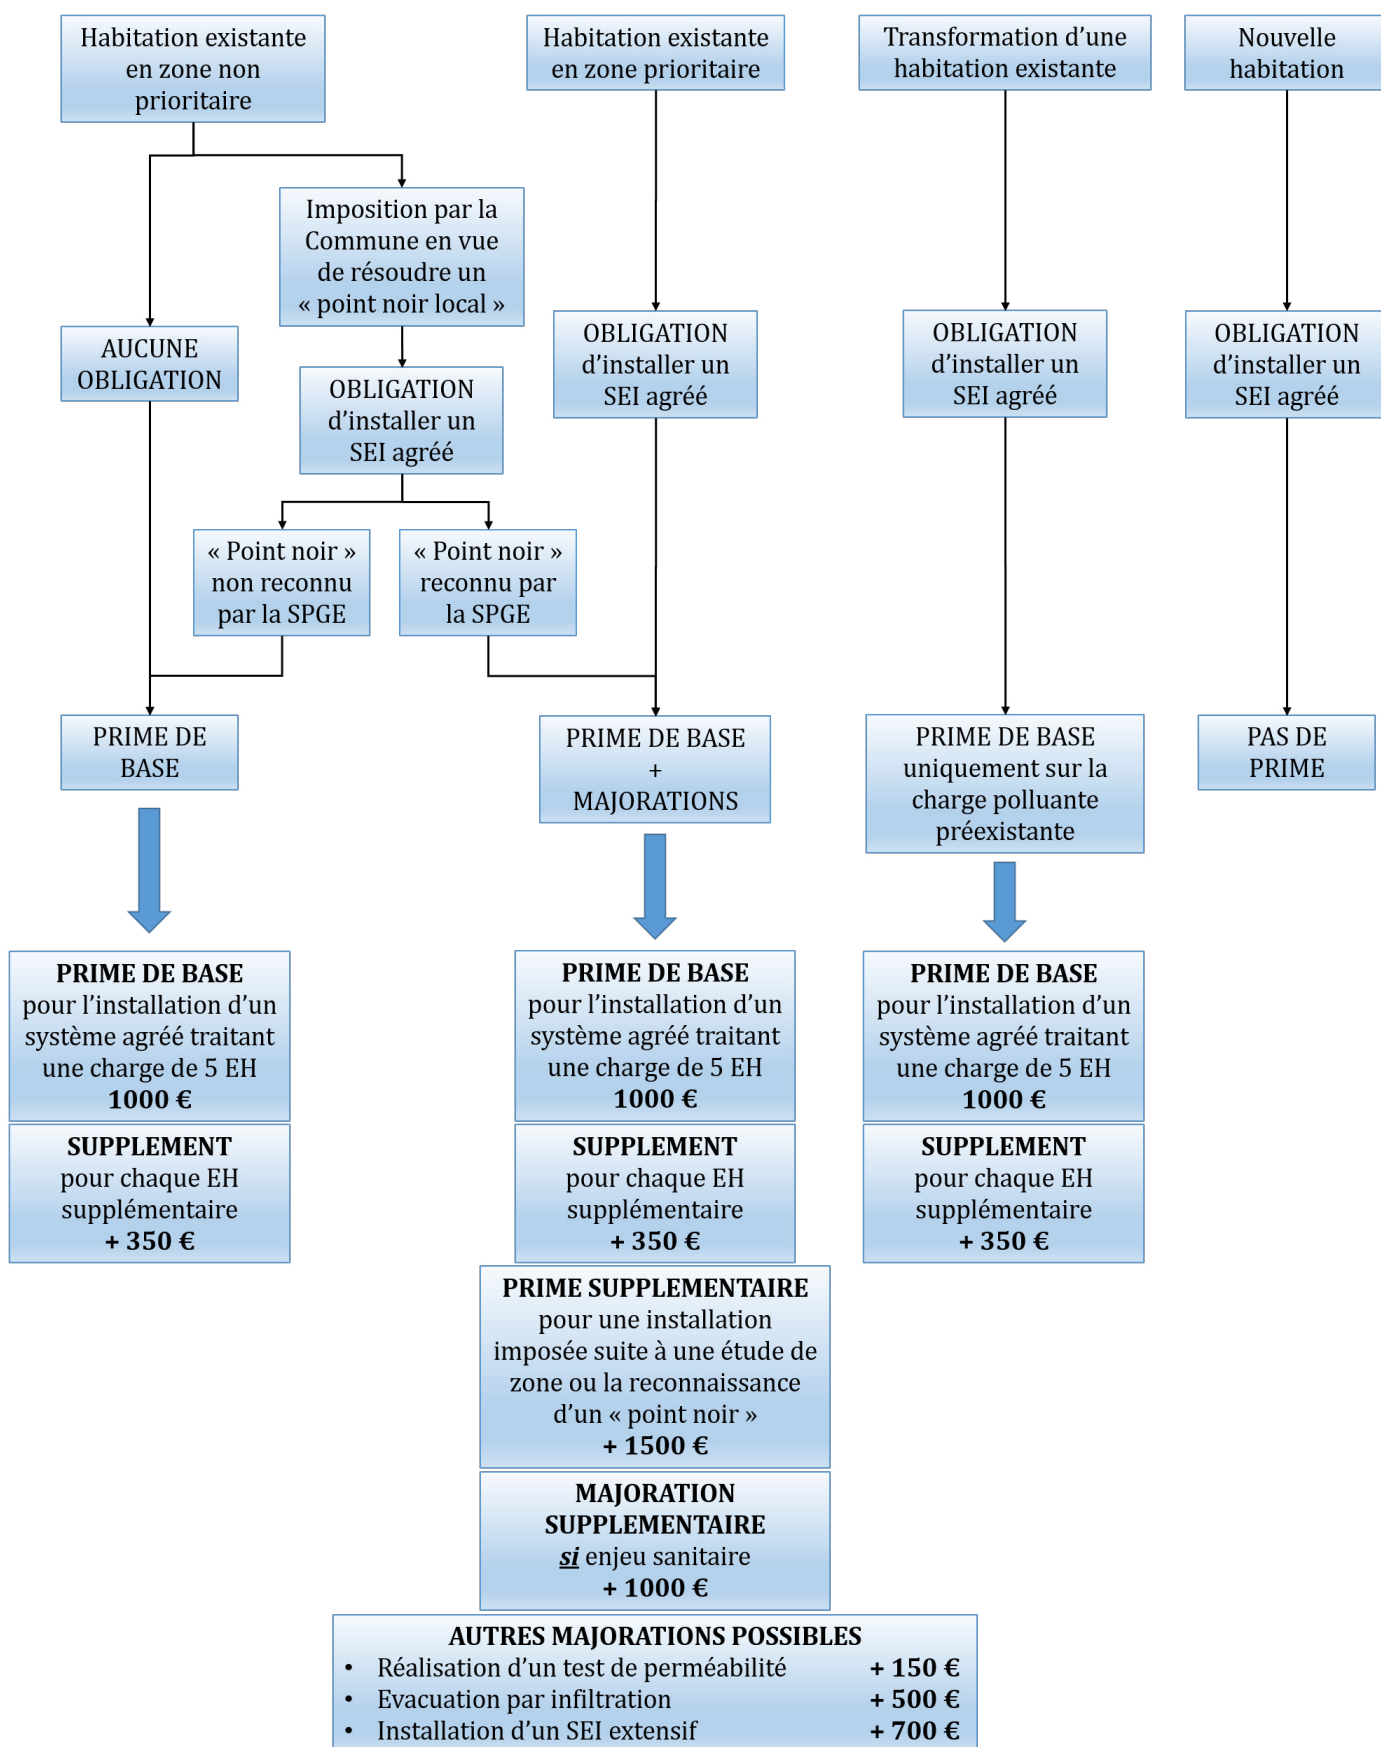 Habitation existante
en zone non
prioritaire
Habitation existante
en zone prioritaire
Transformation d’une
habitation existante
Nouvelle
habitation
Imposition par la
Commune en vue
de résoudre un
« point noir local »
AUCUNE
OBLIGATION
OBLIGATION
d’installer un
SEI agréé
OBLIGATION
d’installer un
SEI agréé
OBLIGATION
d’installer un
SEI agréé
OBLIGATION
d’installer un
SEI agréé
« Point noir »
non reconnu
par la SPGE
« Point noir »
reconnu par
la SPGE
PRIME DE
BASE
PRIME DE BASE
+
MAJORATIONS
PRIME DE BASE
uniquement sur la
charge polluante
préexistante
PAS DE
PRIME
PRIME DE BASE
pour l’installation d’un
système agréé traitant
une charge de 5 EH
1000 €
SUPPLEMENT
pour chaque EH
supplémentaire
+ 350 €
PRIME DE BASE
pour l’installation d’un
système agréé traitant
une charge de 5 EH
1000 €
SUPPLEMENT
pour chaque EH
supplémentaire
+ 350 €
PRIME SUPPLEMENTAIRE
pour une installation
imposée suite à une étude de
zone ou la reconnaissance
d’un « point noir »
+ 1500 €
MAJORATION
SUPPLEMENTAIRE
si enjeu sanitaire
+ 1000 €
PRIME DE BASE
pour l’installation d’un
système agréé traitant
une charge de 5 EH
1000 €
SUPPLEMENT
pour chaque EH
supplémentaire
+ 350 €
AUTRES MAJORATIONS POSSIBLES
• Réalisation d’un test de perméabilité + 150 €
• Evacuation par infiltration + 500 €
• Installation d’un SEI extensif + 700 €